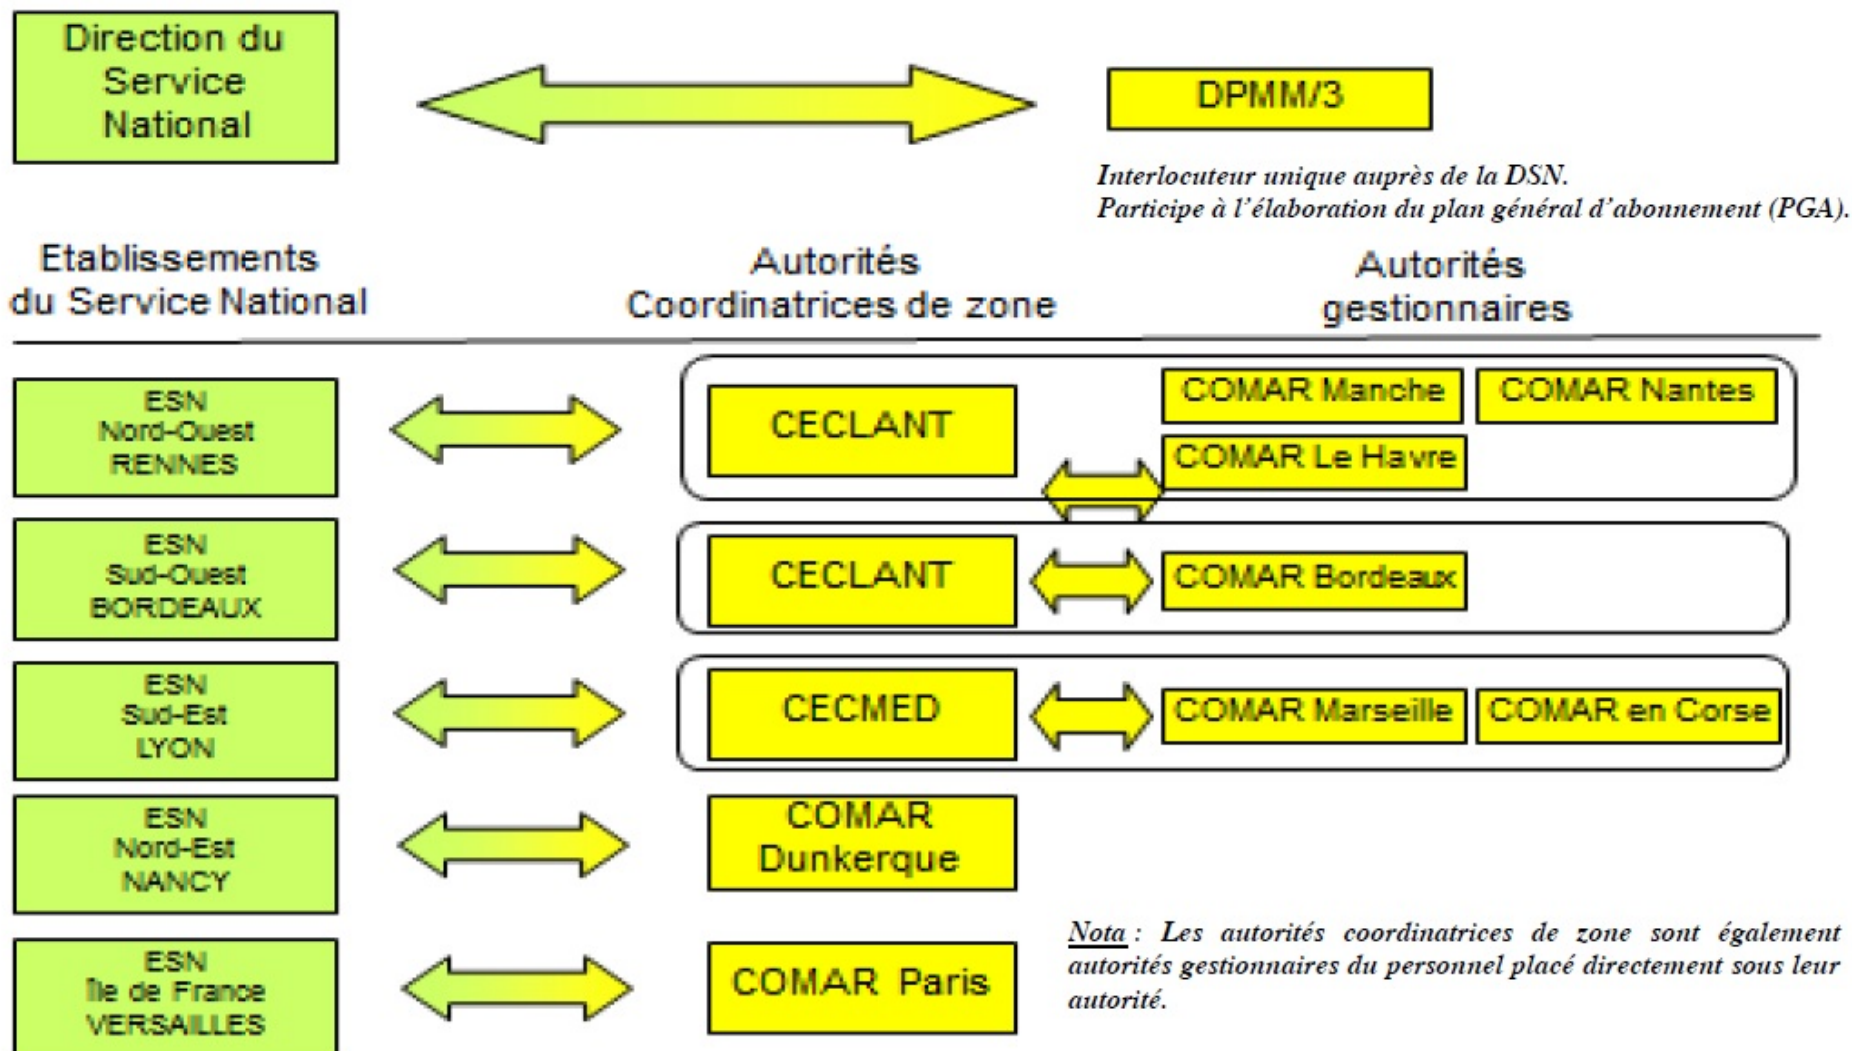 Direction du
Service
National
DPMM/3
Interlocuteur unique auprès de la DSN.
Participe à l'élaboration du plan général d'abonnement (PGA).
Etablissements
du Service National
Autorités
Coordinatrices de zone
Autorités
gestionnaires
ESN
Nord-Ouest
RENNES
CECLANT
COMAR Manche
COMAR Nantes
COMAR Le Havre
ESN
Sud-Ouest
BORDEAUX
CECLANT
COMAR Bordeaux
ESN
Sud-Est
LYON
CECMED
COMAR Marseille
COMAR en Corse
ESN
Nord-Est
NANCY
COMAR
Dunkerque
ESN
Île de France
VERSAILLES
COMAR Paris
Nota : Les autorités coordinatrices de zone sont également
autorités gestionnaires du personnel placé directement sous leur
autorité.